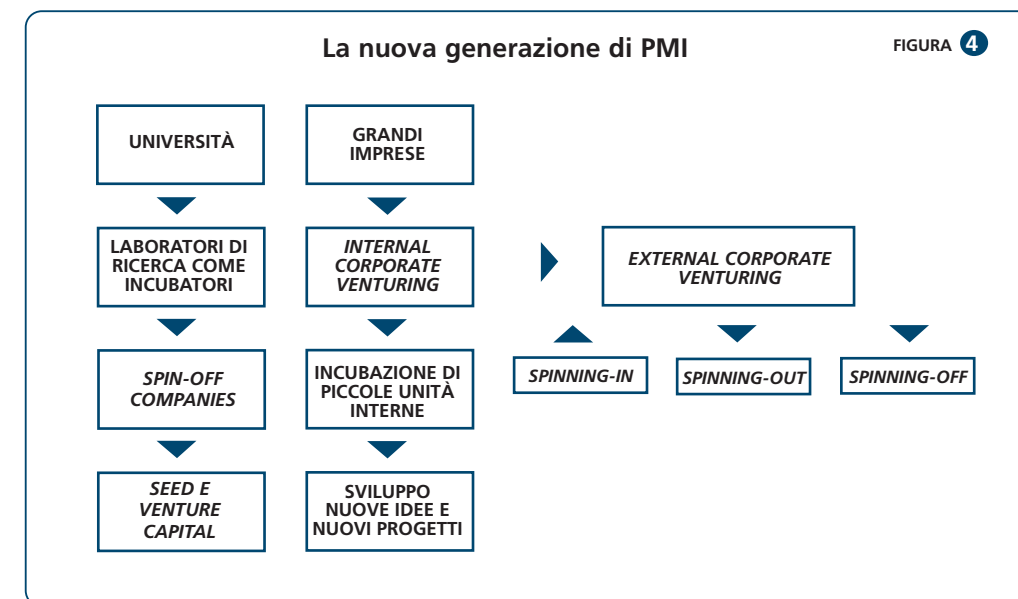 La nuova generazione di PMI
FIGURA 4
UNIVERSITÀ
GRANDI
IMPRESE
LABORATORI DI
RICERCA COME
INCUBATORI
INTERNAL
CORPORATE
VENTURING
EXTERNAL CORPORATE
VENTURING
SPIN-OFF
COMPANIES
INCUBAZIONE DI
PICCOLE UNITÀ
INTERNE
SPINNING-IN
SPINNING-OUT
SPINNING-OFF
SEED E
VENTURE
CAPITAL
SVILUPPO
NUOVE IDEE E
NUOVI PROGETTI